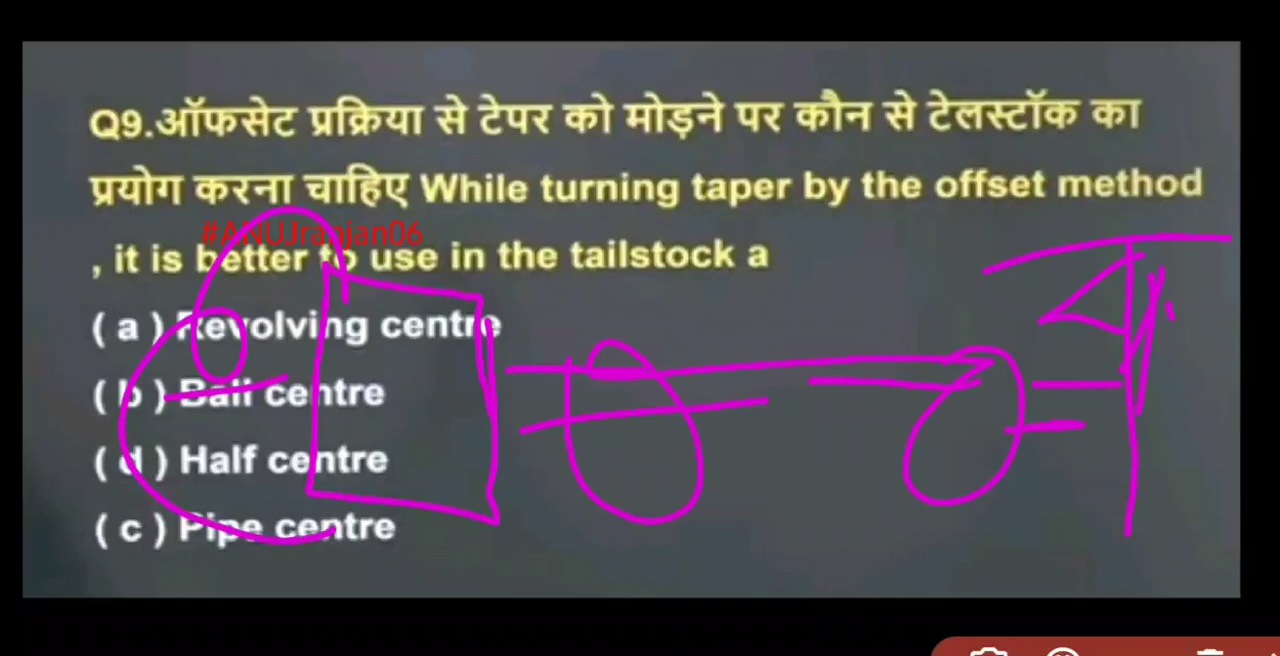 Q9.ऑफसेट प्रक्रिया से टेपर को मोड़ने पर कौन से टेलस्टॉक का
प्रयोग करना चाहिए While turning taper by the offset method
#ANUJranjan06
, it is better to use in the tailstock a
( a ) Revolving centre
( b ) Ball centre
( d ) Half centre
( c ) Pipe centre